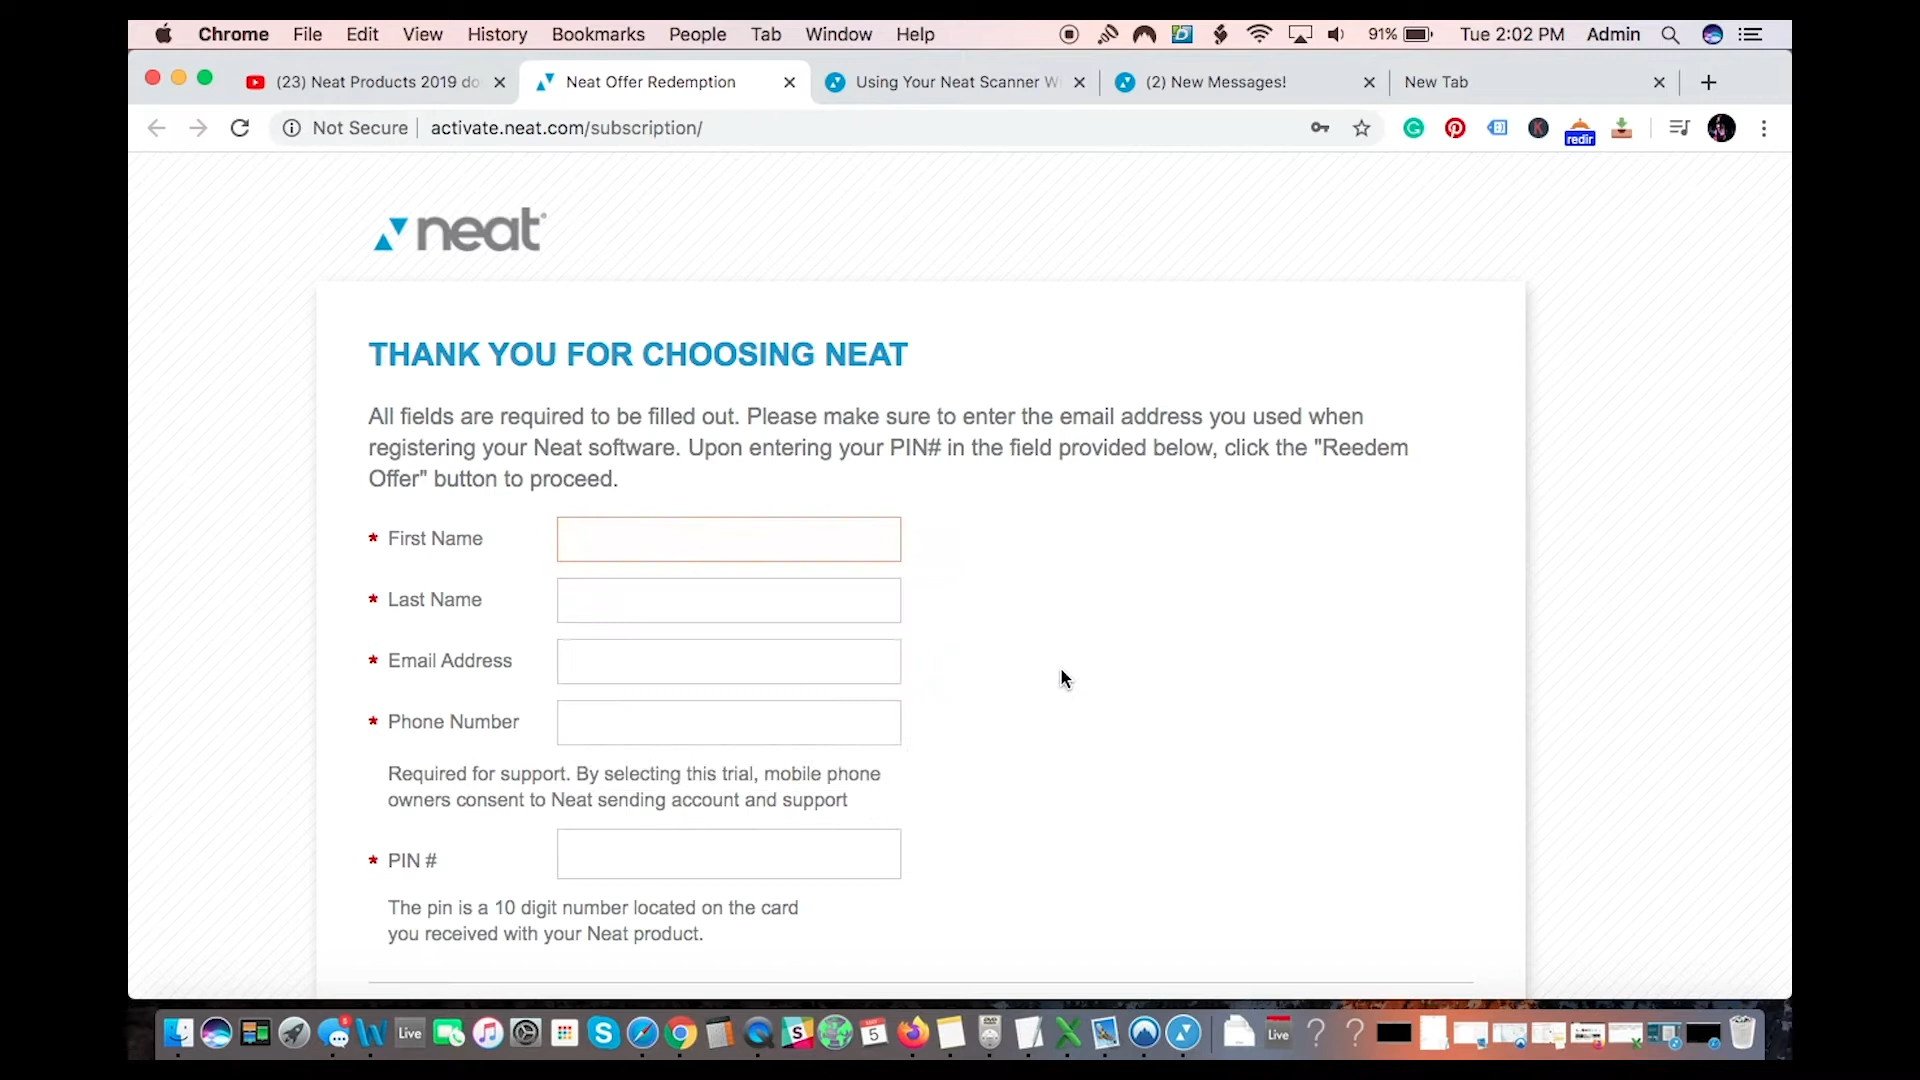 Chrome File Edit View History Bookmarks People Tab Window Help 91% Tue 2:02 PM Admin
(23) Neat Products 2019 do
Neat Offer Redemption
Using Your Neat Scanner W
(2) New Messages!
New Tab
Not Secure activate.neat.com/subscription/
redir
neat
THANK YOU FOR CHOOSING NEAT
All fields are required to be filled out. Please make sure to enter the email address you used when
registering your Neat software. Upon entering your PIN# in the field provided below, click the "Reedem
Offer" button to proceed.
* First Name
* Last Name
* Email Address
* Phone Number
Required for support. By selecting this trial, mobile phone
owners consent to Neat sending account and support
* PIN #
The pin is a 10 digit number located on the card
you received with your Neat product.
Live
5
Live